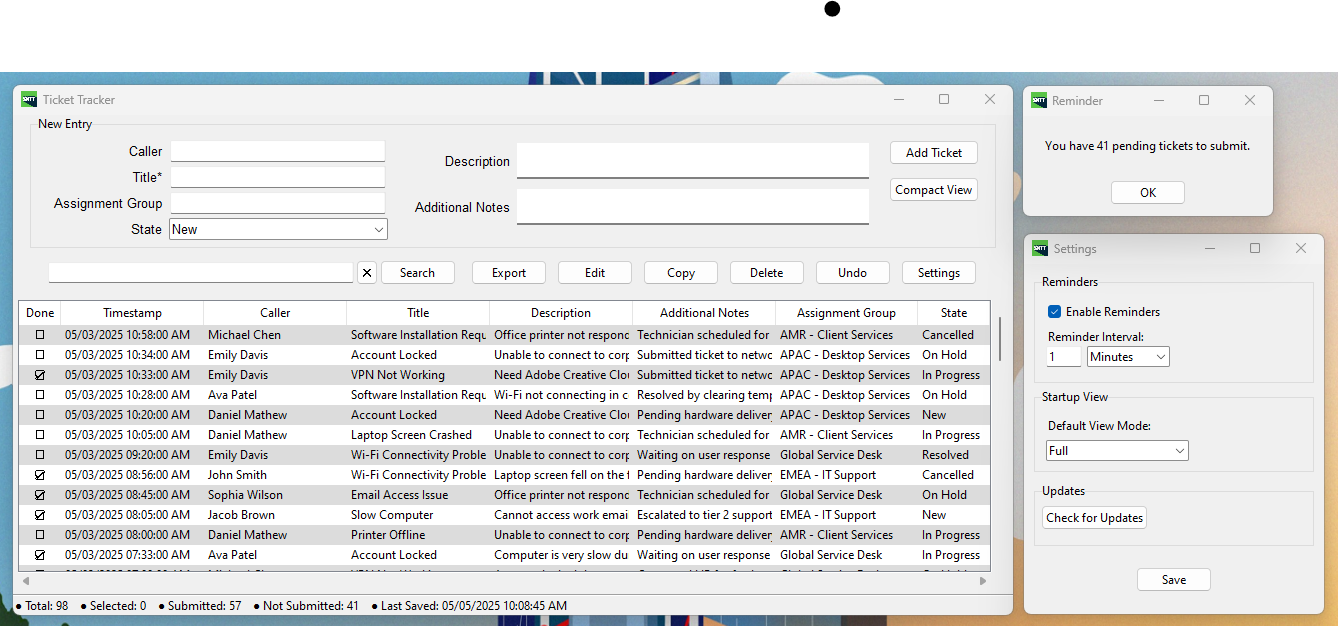 Ticket Tracker
New Entry
Caller
Title*
Assignment Group
State New
Description
Additional Notes
Add Ticket
Compact View
Search Export Edit Copy Delete Undo Settings
Done Timestamp Caller Title Description Additional Notes Assignment Group State
05/03/2025 10:58:00 AM Michael Chen Software Installation Requ Office printer not respond Technician scheduled for AMR - Client Services Cancelled
05/03/2025 10:34:00 AM Emily Davis Account Locked Unable to connect to corp Submitted ticket to netwo APAC - Desktop Services On Hold
05/03/2025 10:33:00 AM Emily Davis VPN Not Working Need Adobe Creative Clou Submitted ticket to netwo APAC - Desktop Services In Progress
05/03/2025 10:28:00 AM Ava Patel Software Installation Requ Wi-Fi not connecting in c Resolved by clearing temp APAC - Desktop Services On Hold
05/03/2025 10:20:00 AM Daniel Mathew Account Locked Need Adobe Creative Clou Pending hardware deliver APAC - Desktop Services New
05/03/2025 10:05:00 AM Daniel Mathew Laptop Screen Crashed Unable to connect to corp Technician scheduled for AMR - Client Services In Progress
05/03/2025 09:20:00 AM Emily Davis Wi-Fi Connectivity Proble Unable to connect to corp Waiting on user response Global Service Desk Resolved
05/03/2025 08:56:00 AM John Smith Wi-Fi Connectivity Proble Laptop screen fell on the f Pending hardware deliver EMEA - IT Support Cancelled
05/03/2025 08:45:00 AM Sophia Wilson Email Access Issue Office printer not respond Technician scheduled for Global Service Desk On Hold
05/03/2025 08:05:00 AM Jacob Brown Slow Computer Cannot access work emai Escalated to tier 2 support EMEA - IT Support New
05/03/2025 08:00:00 AM Daniel Mathew Printer Offline Unable to connect to corp Pending hardware deliver AMR - Client Services In Progress
05/03/2025 07:33:00 AM Ava Patel Account Locked Computer is very slow du Waiting on user response Global Service Desk In Progress
● Total: 98 ● Selected: 0 ● Submitted: 57 ● Not Submitted: 41 ● Last Saved: 05/05/2025 10:08:45 AM
Reminder
You have 41 pending tickets to submit.
OK
Settings
Reminders
Enable Reminders
Reminder Interval:
1 Minutes
Startup View
Default View Mode:
Full
Updates
Check for Updates
Save